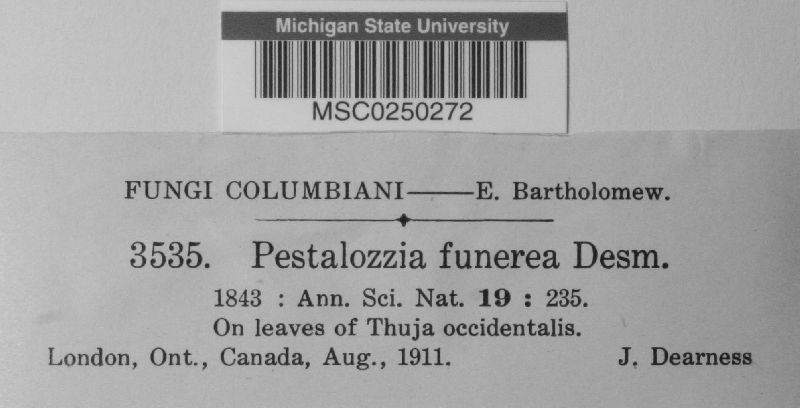 Michigan State University
MSC0250272
FUNGI COLUMBIANI——E. Bartholomew.
3535. Pestalozzia funerea Desm.
1843 : Ann. Sci. Nat. 19 : 235.
On leaves of Thuja occidentalis.
London, Ont., Canada, Aug., 1911. J. Dearness